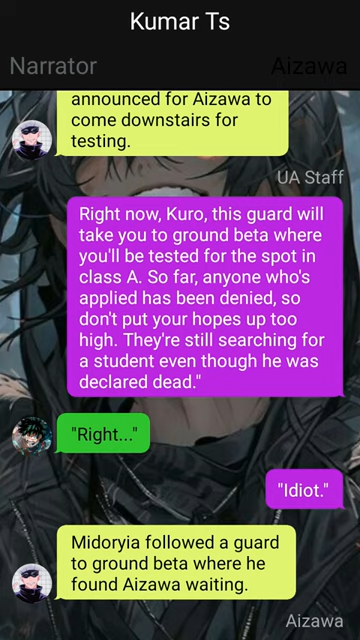 Kumar Ts
Narrator
Aizawa
announced for Aizawa to
come downstairs for
testing.
UA Staff
Right now, Kuro, this guard will
take you to ground beta where
you'll be tested for the spot in
class A. So far, anyone who's
applied has been denied, so
don't put your hopes up too
high. They're still searching for
a student even though he was
declared dead."
"Right..."
"Idiot."
Midoryia followed a guard
to ground beta where he
found Aizawa waiting.
Aizawa